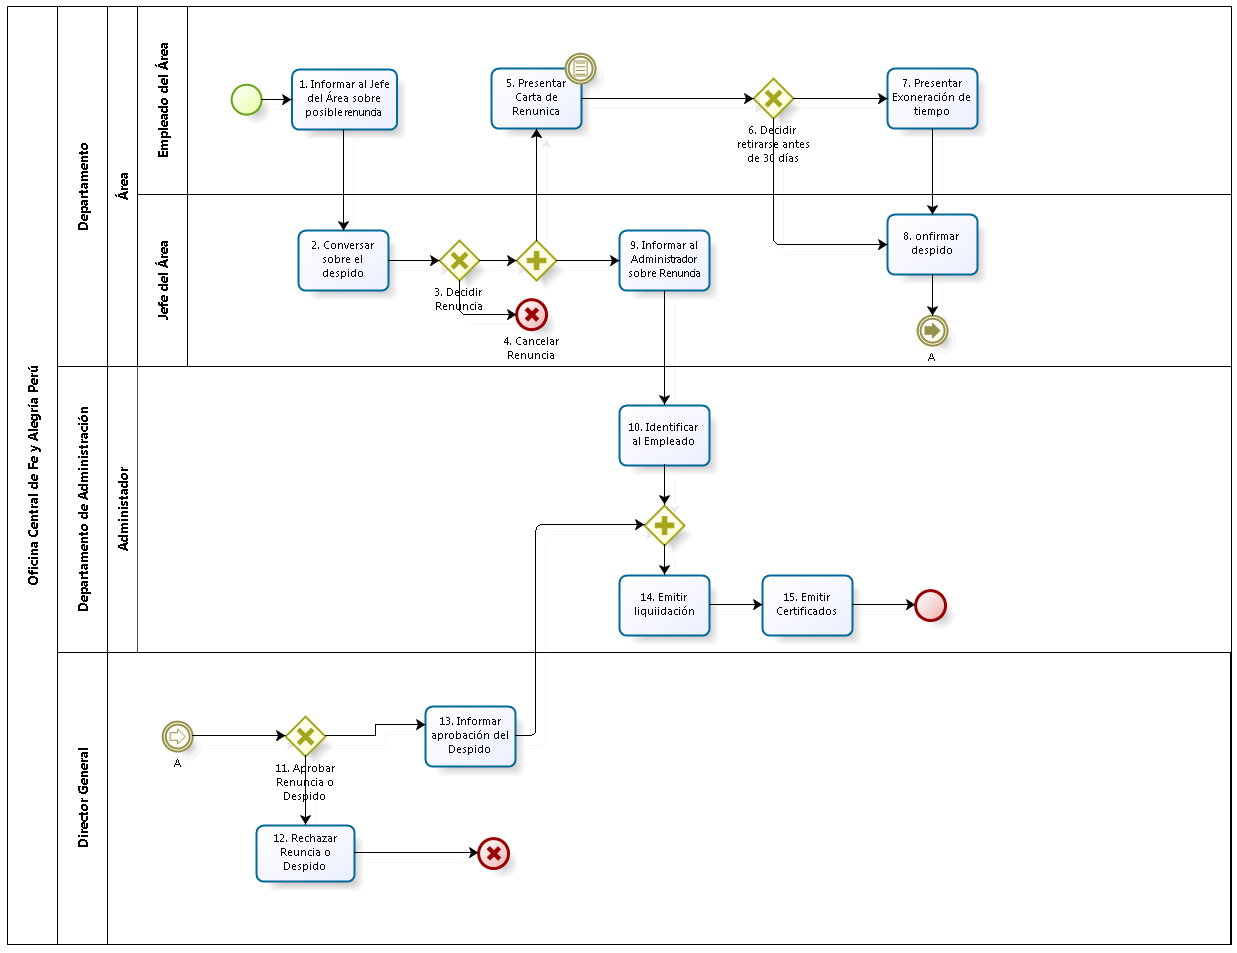 Oficina Central de Fe y Alegría Perú
Departamento
Área
Empleado del Área
1. Informar al Jefe
del Área sobre
posible renuncia
5. Presentar
Carta de
Renunica
6. Decidir
retirarse antes
de 30 días
7. Presentar
Exoneración de
tiempo
Jefe del Área
2. Conversar
sobre el
despido
3. Decidir
Renuncia
4. Cancelar
Renuncia
9. Informar al
Administrador
sobre Renuncia
8. onfirmar
despido
A
Departamento de Administración
Administador
10. Identificar
al Empleado
14. Emitir
liquiidación
15. Emitir
Certificados
Director General
A
11. Aprobar
Renuncia o
Despido
13. Informar
aprobación del
Despido
12. Rechazar
Reuncia o
Despido